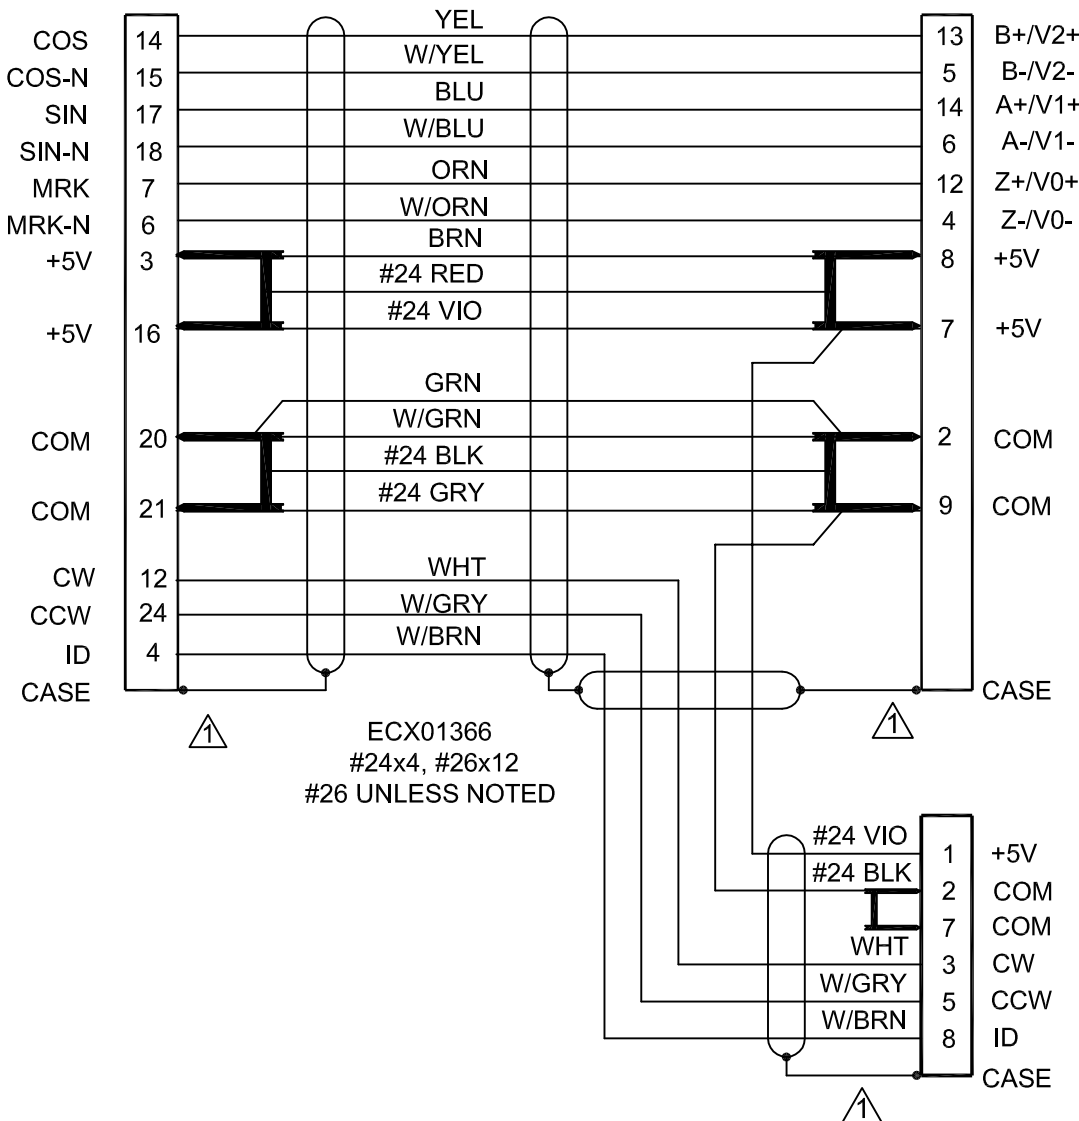 COS 14 YEL 13 B+/V2+
COS-N 15 W/YEL 5 B-/V2-
SIN 17 BLU 14 A+/V1+
SIN-N 18 W/BLU 6 A-/V1-
MRK 7 ORN 12 Z+/V0+
MRK-N 6 W/ORN 4 Z-/V0-
+5V 3 BRN 8 +5V
#24 RED
+5V 16 #24 VIO 7 +5V
GRN
COM 20 W/GRN 2 COM
#24 BLK
COM 21 #24 GRY 9 COM
CW 12 WHT
CCW 24 W/GRY
ID 4 W/BRN
CASE CASE
1 1
ECX01366
#24x4, #26x12
#26 UNLESS NOTED
#24 VIO 1 +5V
#24 BLK 2 COM
7 COM
WHT 3 CW
W/GRY 5 CCW
W/BRN 8 ID
CASE
1